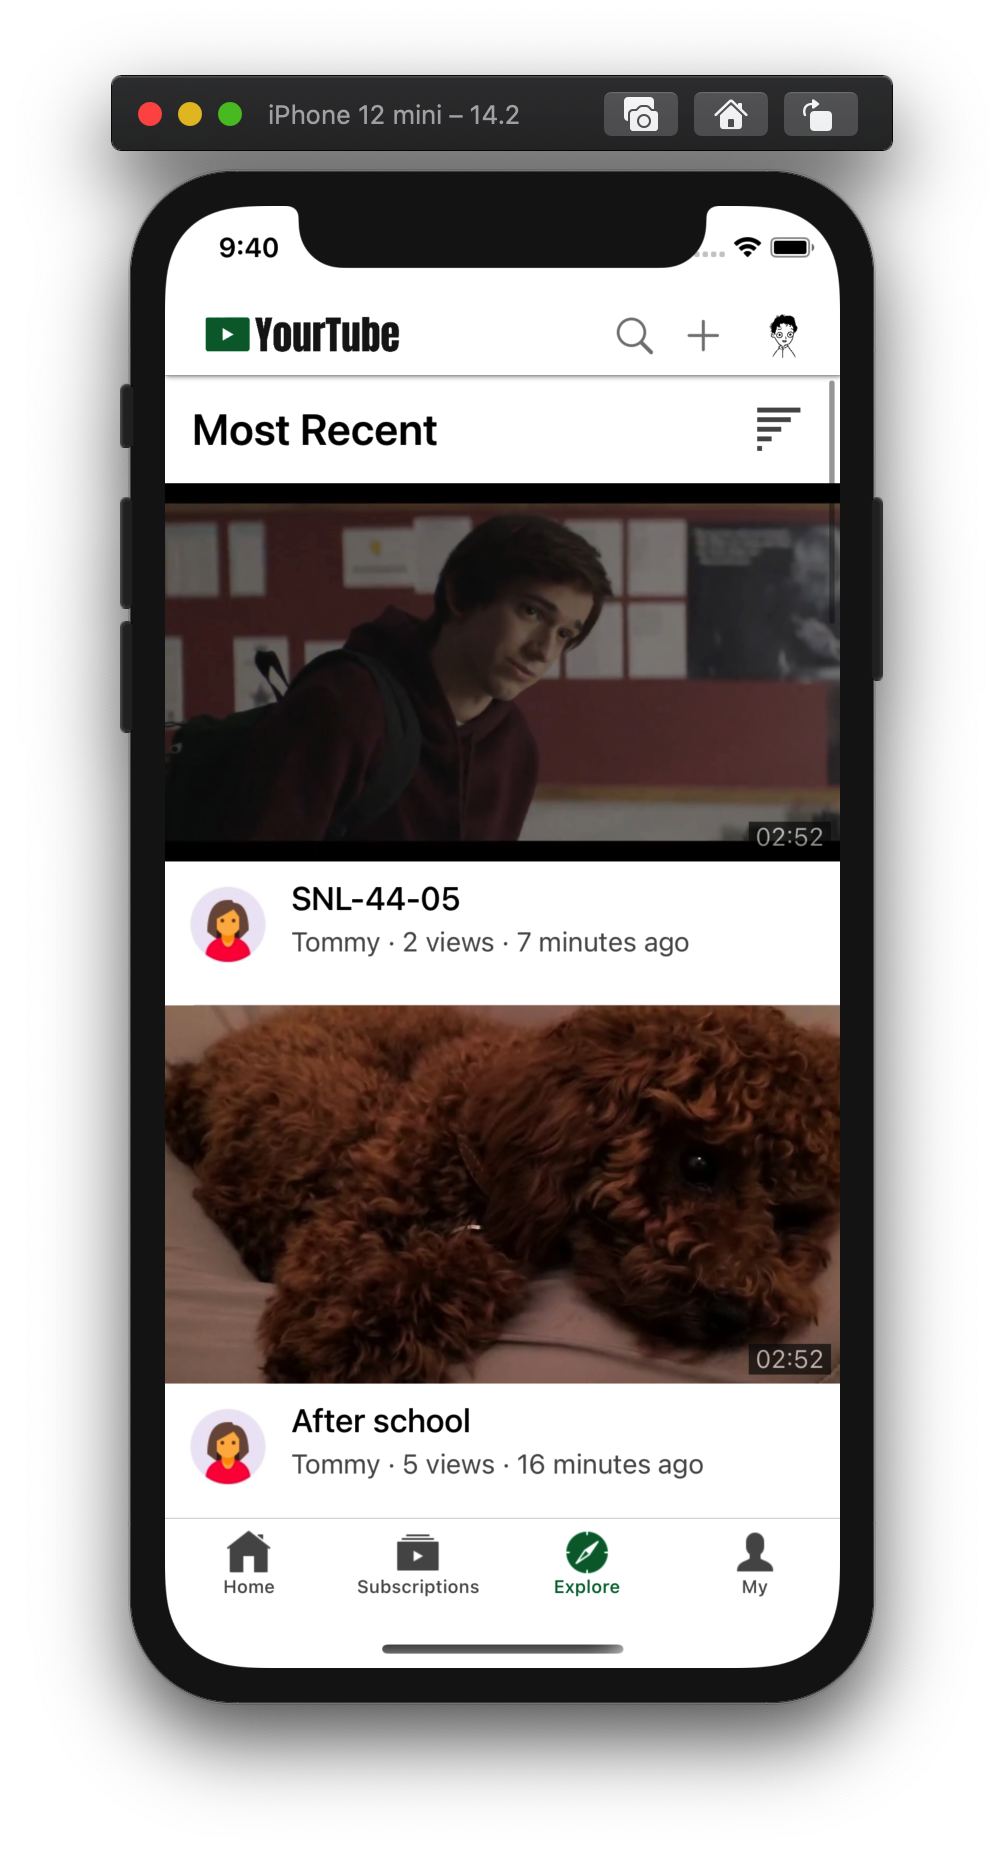 iPhone 12 mini – 14.2
9:40
YourTube
Most Recent
02:52
SNL-44-05
Tommy · 2 views · 7 minutes ago
02:52
After school
Tommy · 5 views · 16 minutes ago
Home
Subscriptions
Explore
My